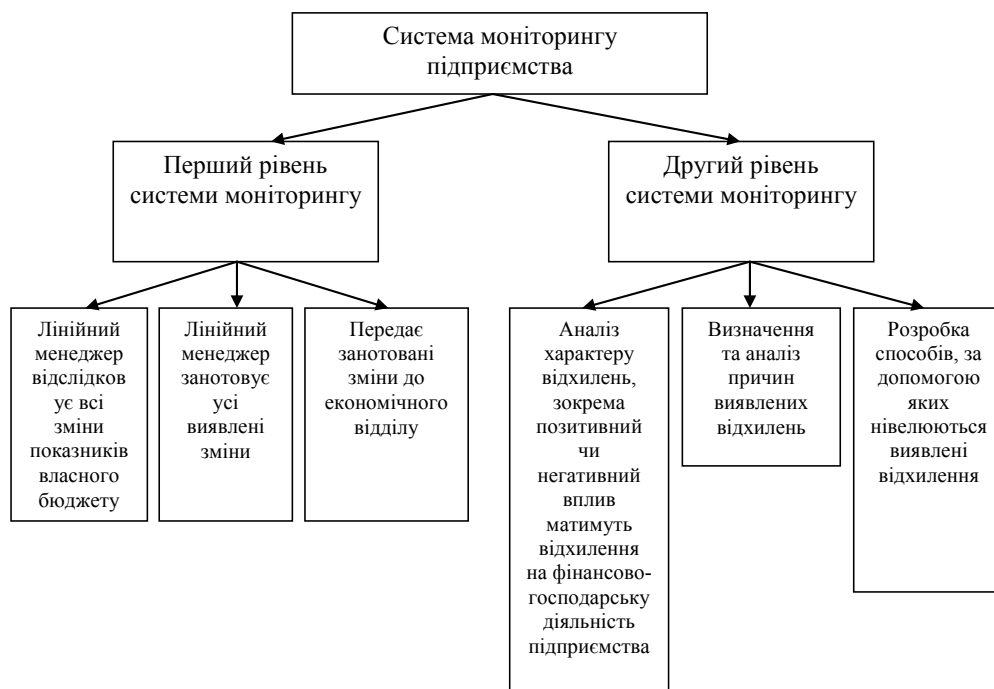 Система моніторингу
підприємства
Перший рівень
системи моніторингу
Другий рівень
системи моніторингу
Лінійний
менеджер
відслідков
ує всі
зміни
показників
власного
бюджету
Лінійний
менеджер
занотовує
усі
виявлені
зміни
Передає
занотовані
зміни до
економічного
відділу
Аналіз
характеру
відхилень,
зокрема
позитивний
чи
негативний
вплив
матимуть
відхилення
на фінансово-
господарську
діяльність
підприємства
Визначення
та аналіз
причин
виявлених
відхилень
Розробка
способів, за
допомогою
яких
нівелюються
виявлені
відхилення